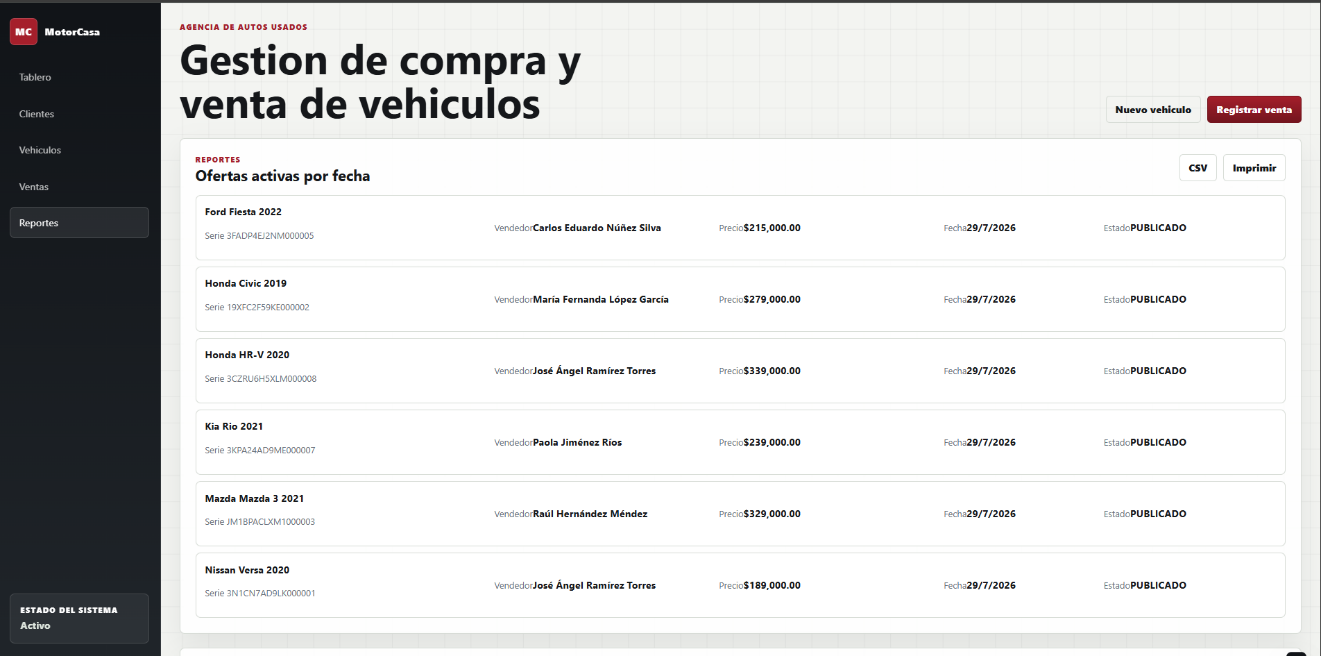 MC MotorCasa
Tablero
Clientes
Vehiculos
Ventas
Reportes
ESTADO DEL SISTEMA
Activo
AGENCIA DE AUTOS USADOS
Gestion de compra y
venta de vehiculos
Nuevo vehiculo
Registrar venta
REPORTES
Ofertas activas por fecha
CSV
Imprimir
Ford Fiesta 2022
Serie 3FADP4EJ2NM000005
VendedorCarlos Eduardo Núñez Silva
Precio$215,000.00
Fecha29/7/2026
EstadoPUBLICADO
Honda Civic 2019
Serie 19XFC2F59KE000002
VendedorMaría Fernanda López García
Precio$279,000.00
Fecha29/7/2026
EstadoPUBLICADO
Honda HR-V 2020
Serie 3CZRU6H5XLM000008
VendedorJosé Ángel Ramírez Torres
Precio$339,000.00
Fecha29/7/2026
EstadoPUBLICADO
Kia Rio 2021
Serie 3KPA24AD9ME000007
VendedorPaola Jiménez Ríos
Precio$239,000.00
Fecha29/7/2026
EstadoPUBLICADO
Mazda Mazda 3 2021
Serie JM1BPACLXM1000003
VendedorRaúl Hernández Méndez
Precio$329,000.00
Fecha29/7/2026
EstadoPUBLICADO
Nissan Versa 2020
Serie 3N1CN7AD9LK000001
VendedorJosé Ángel Ramírez Torres
Precio$189,000.00
Fecha29/7/2026
EstadoPUBLICADO